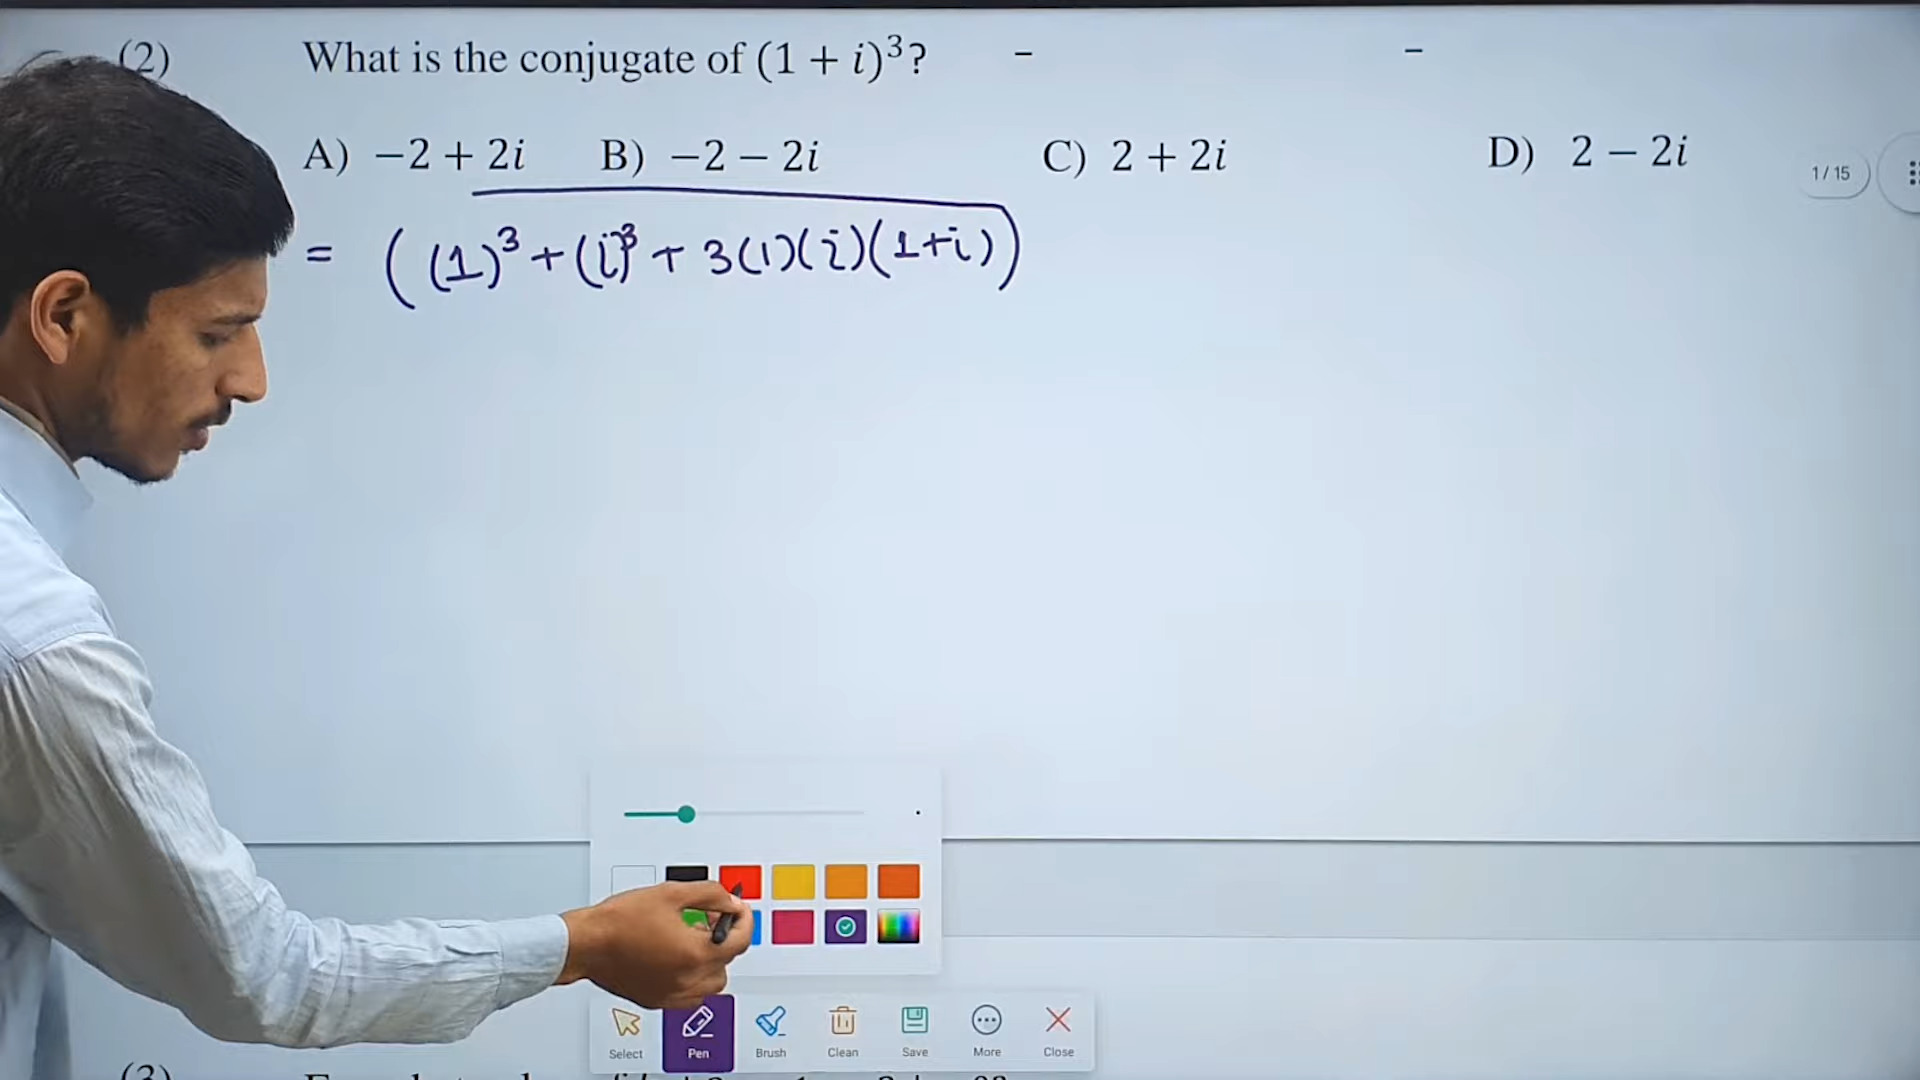 (2) What is the conjugate of (1 + i)³?
A) −2 + 2i B) −2 − 2i C) 2 + 2i D) 2 − 2i
1 / 15
= ((1)³ + (i)³ + 3(1)(i)(1+i))
Select Pen Brush Clean Save More Close
(3)